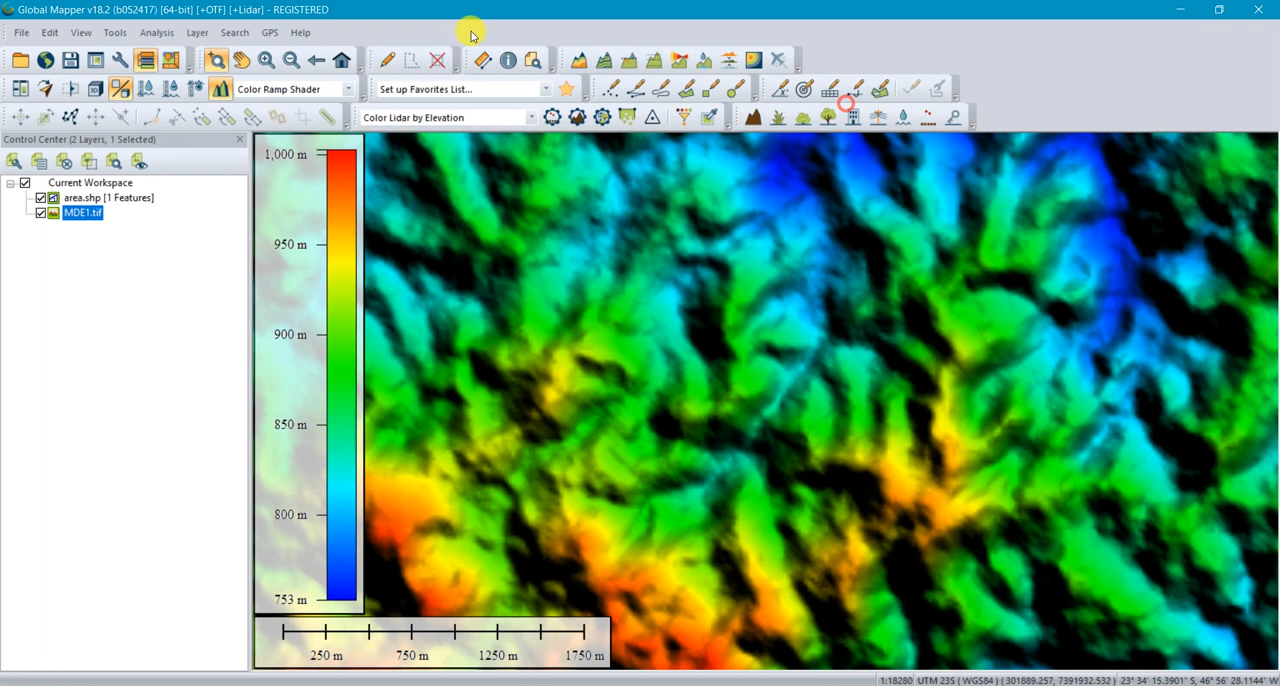 Global Mapper v18.2 (b052417) [64-bit] [+OTF] [+Lidar] - REGISTERED
File Edit View Tools Analysis Layer Search GPS Help
Color Ramp Shader
Set up Favorites List...
Color Lidar by Elevation
Control Center (2 Layers, 1 Selected)
Current Workspace
area.shp [1 Features]
MDE1.tif
1,000 m
950 m
900 m
850 m
800 m
753 m
250 m 750 m 1250 m 1750 m
1:18280 UTM 23S ( WGS84 ) ( 301889.257, 7391932.532 ) 23° 34' 15.3901" S, 46° 56' 28.1144" W